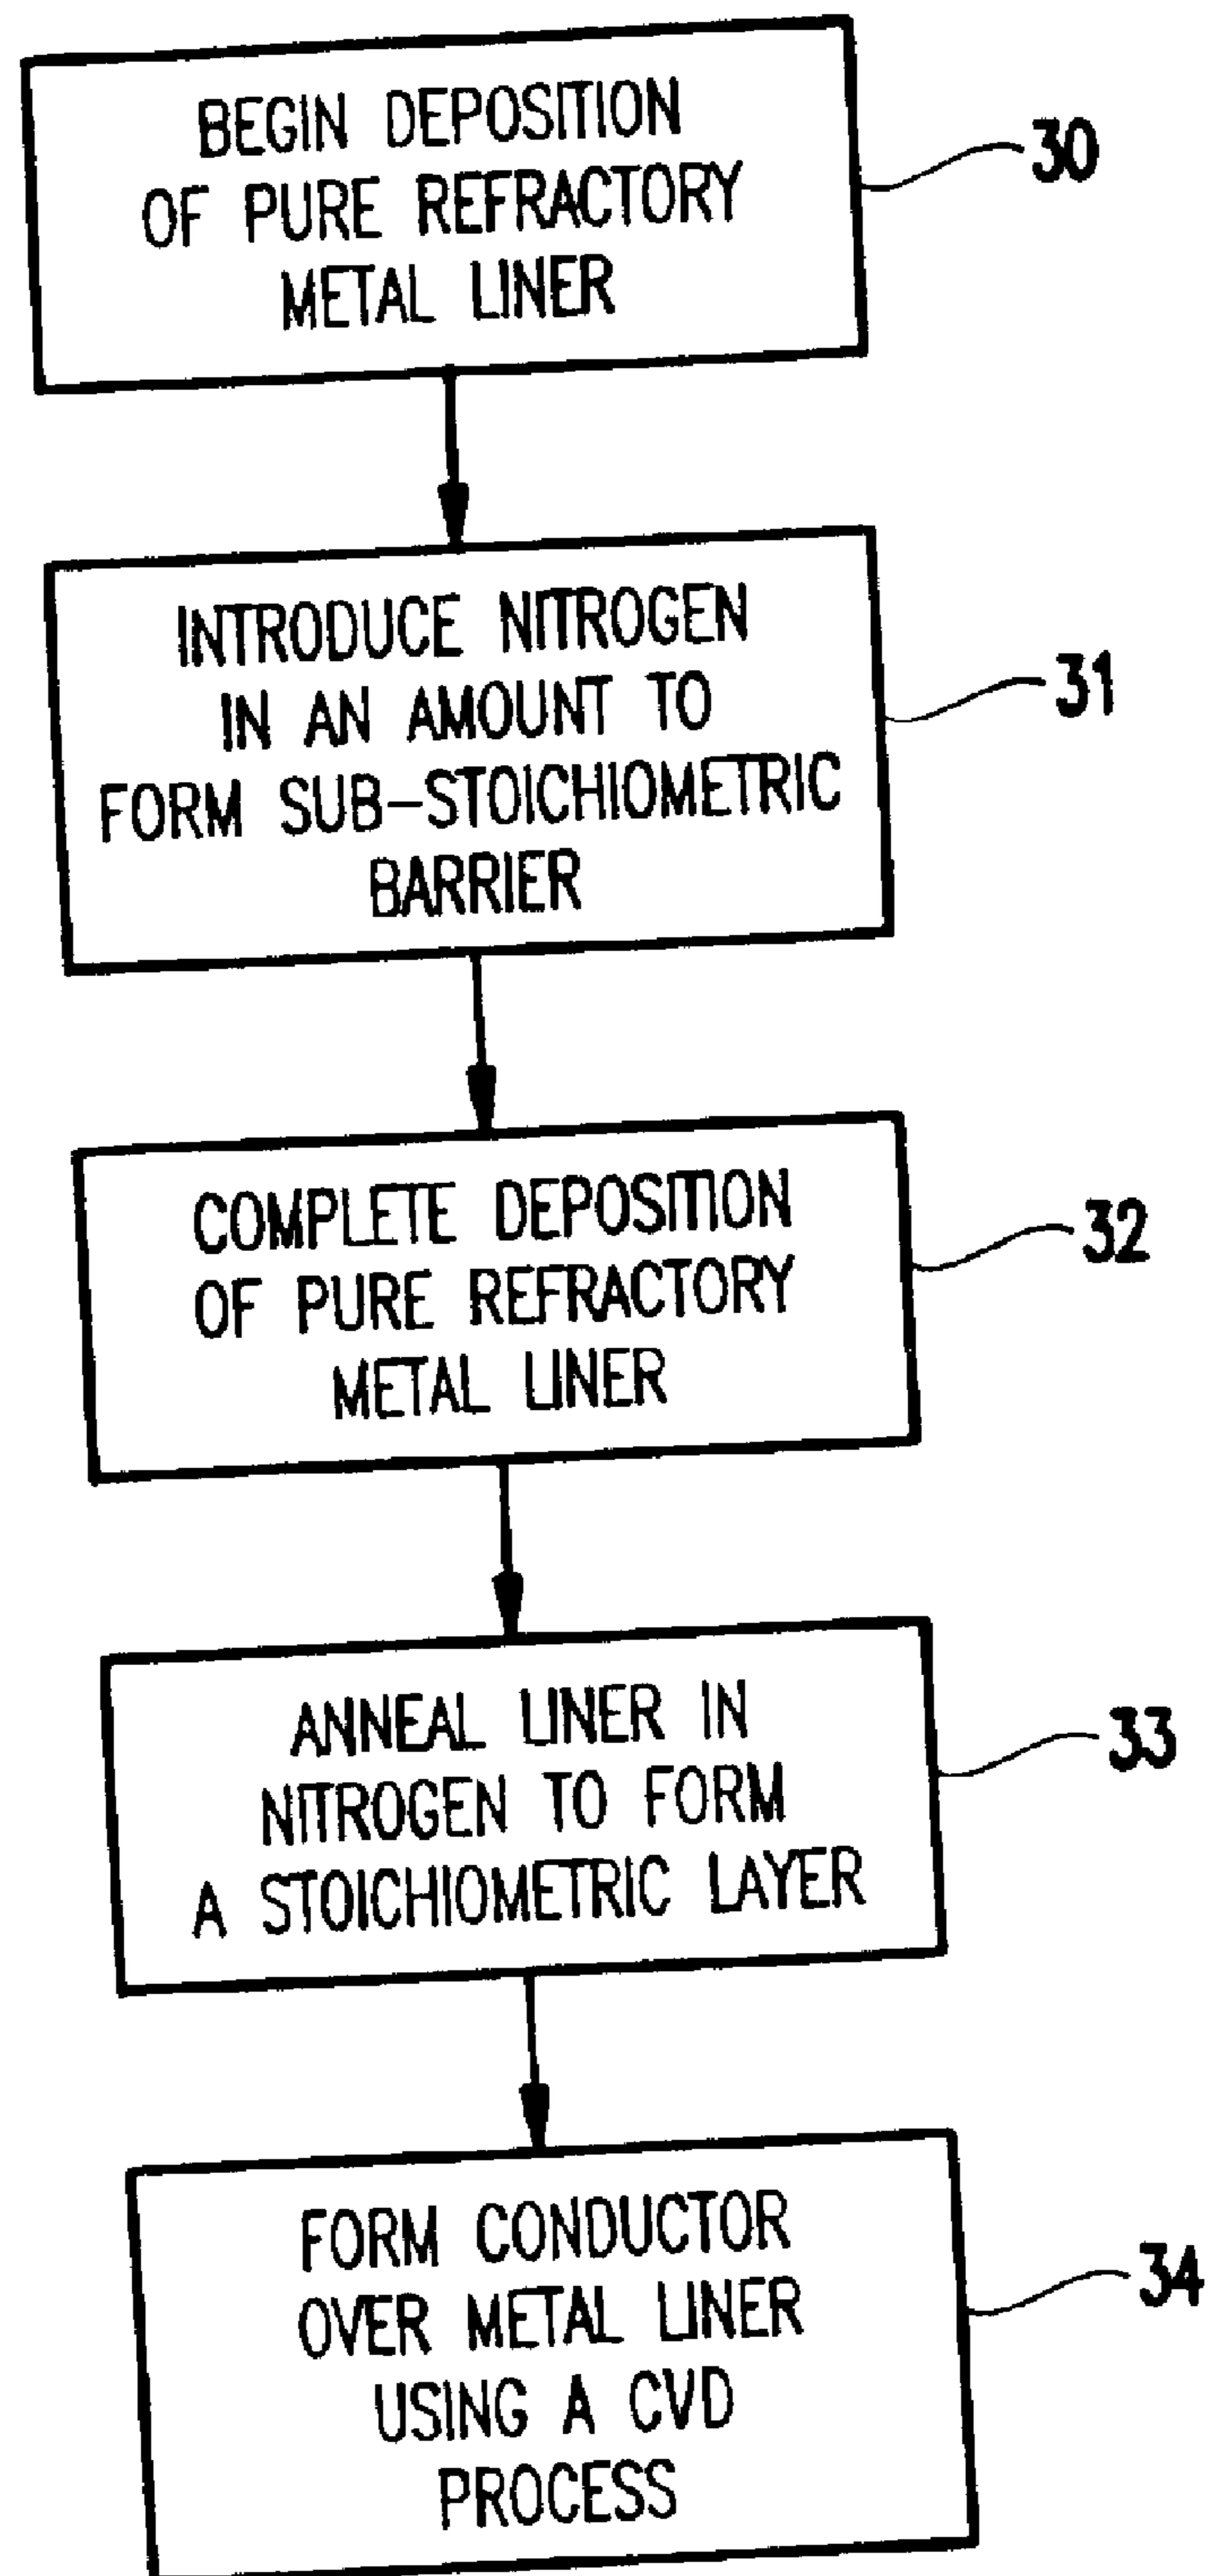 BEGIN DEPOSITION
OF PURE REFRACTORY
METAL LINER
30
INTRODUCE NITROGEN
IN AN AMOUNT TO
FORM SUB-STOICHIOMETRIC
BARRIER
31
COMPLETE DEPOSITION
OF PURE REFRACTORY
METAL LINER
32
ANNEAL LINER IN
NITROGEN TO FORM
A STOICHIOMETRIC LAYER
33
FORM CONDUCTOR
OVER METAL LINER
USING A CVD
PROCESS
34